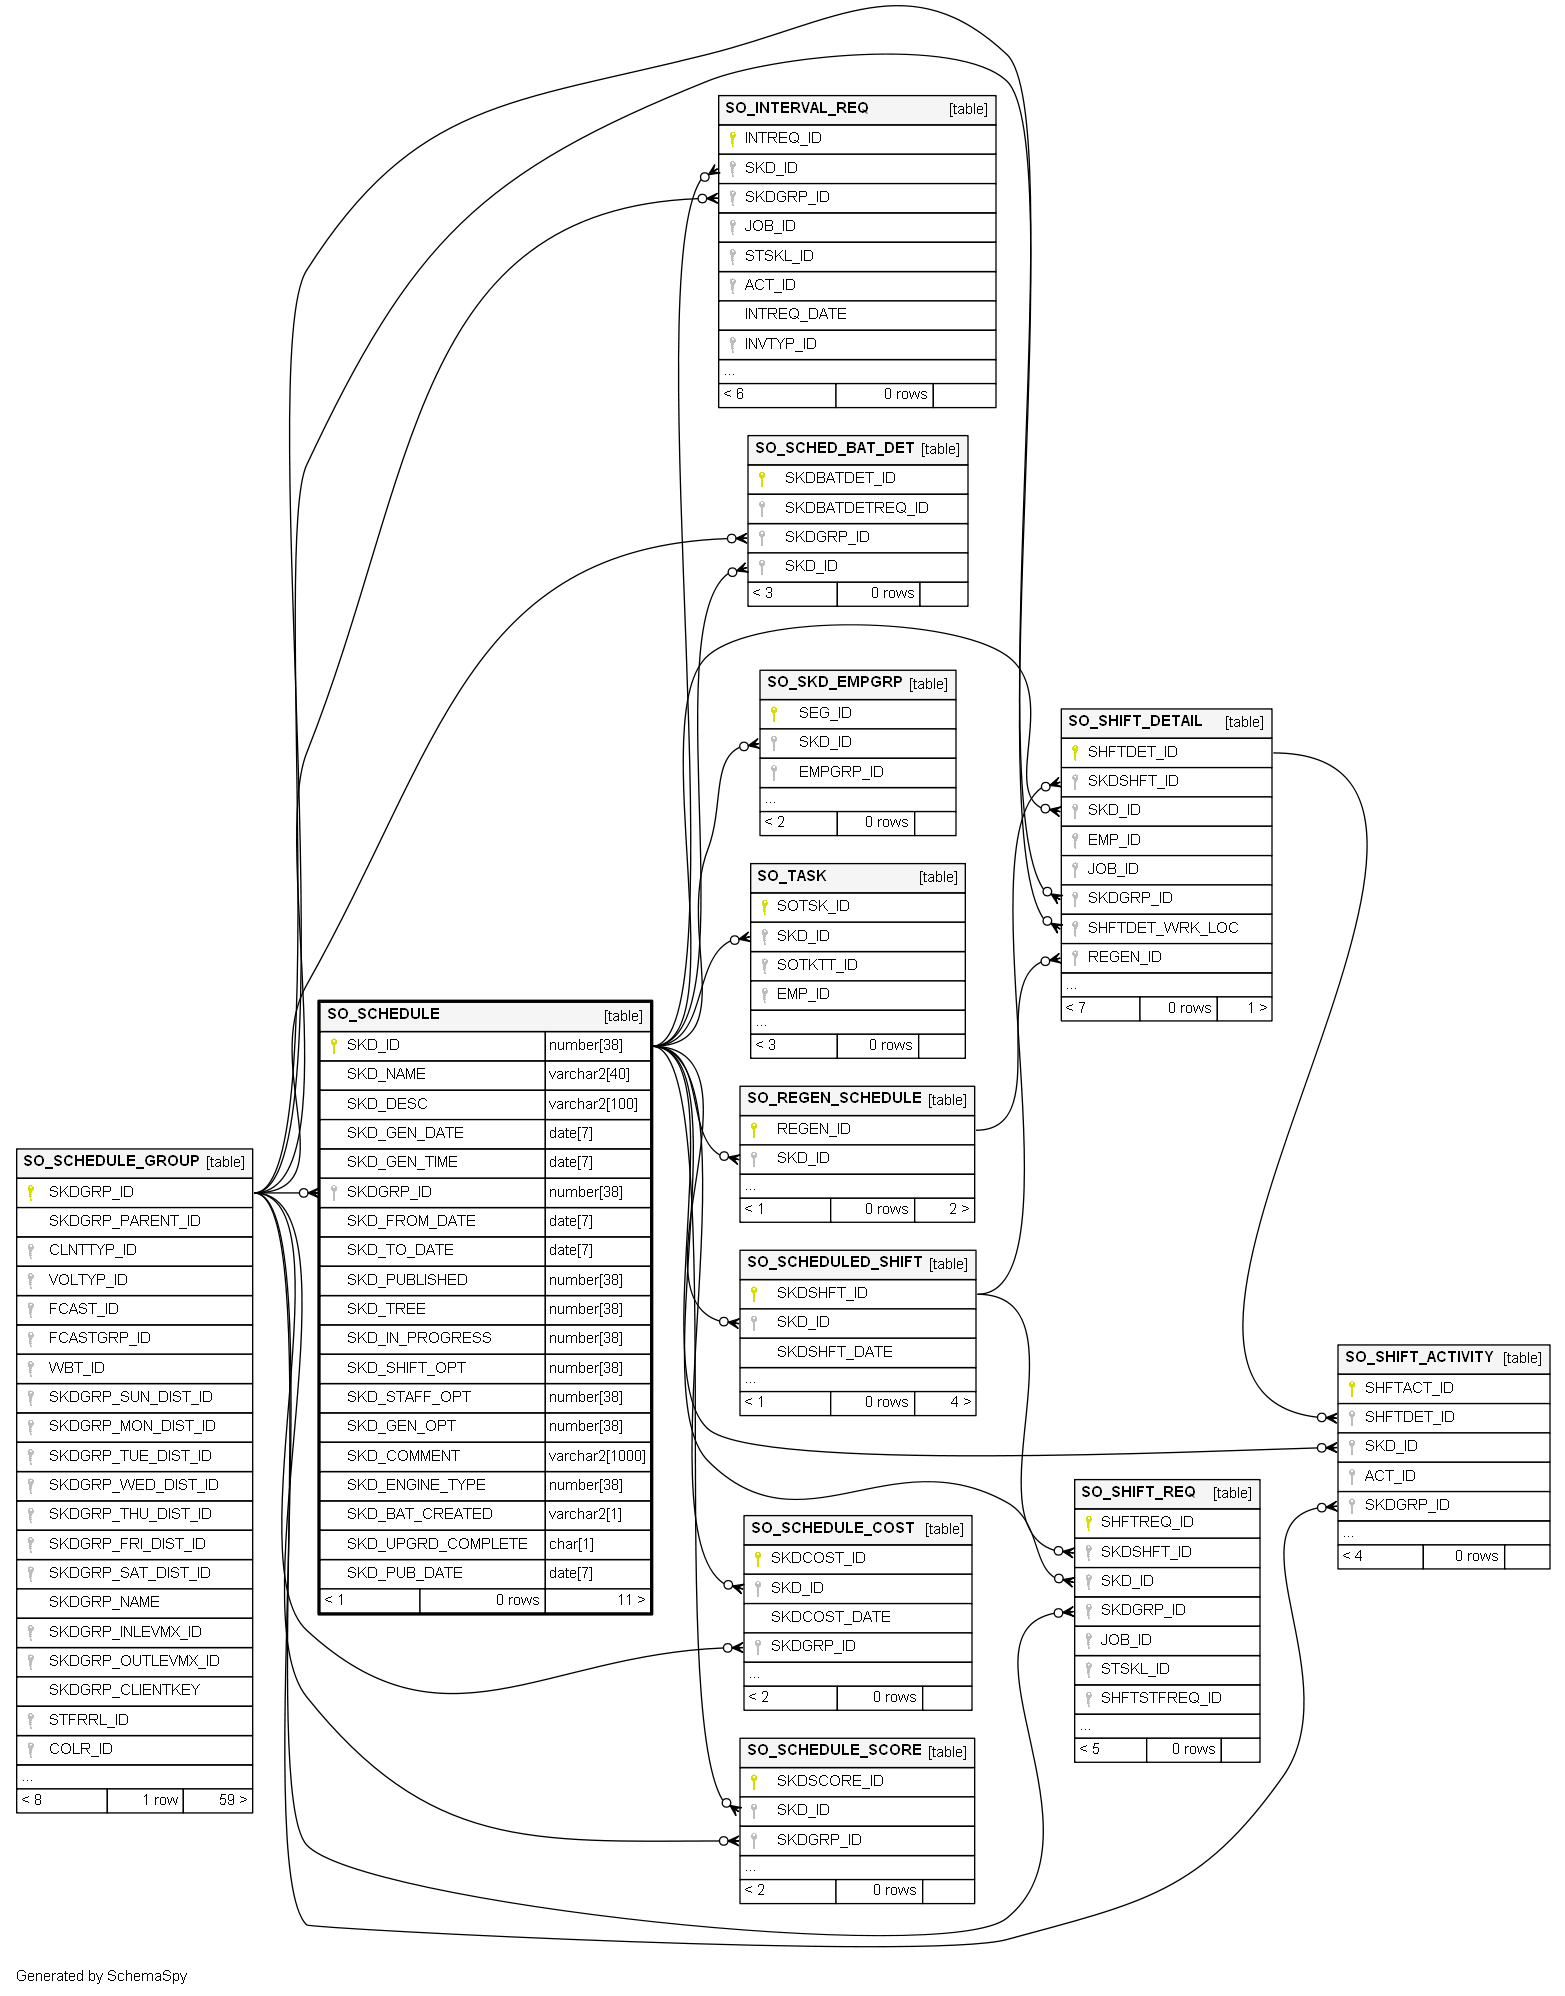 SO_INTERVAL_REQ [table]
INTREQ_ID
SKD_ID
SKDGRP_ID
JOB_ID
STSKL_ID
ACT_ID
INTREQ_DATE
INVTYP_ID
...
< 6 0 rows
SO_SCHED_BAT_DET [table]
SKDBATDET_ID
SKDBATDETREQ_ID
SKDGRP_ID
SKD_ID
< 3 0 rows
SO_SKD_EMPGRP [table]
SEG_ID
SKD_ID
EMPGRP_ID
...
< 2 0 rows
SO_SHIFT_DETAIL [table]
SHFTDET_ID
SKDSHFT_ID
SKD_ID
EMP_ID
JOB_ID
SKDGRP_ID
SHFTDET_WRK_LOC
REGEN_ID
...
< 7 0 rows 1 >
SO_TASK [table]
SOTSK_ID
SKD_ID
SOTKTT_ID
EMP_ID
...
< 3 0 rows
SO_SCHEDULE [table]
SKD_ID number[38]
SKD_NAME varchar2[40]
SKD_DESC varchar2[100]
SKD_GEN_DATE date[7]
SKD_GEN_TIME date[7]
SKDGRP_ID number[38]
SKD_FROM_DATE date[7]
SKD_TO_DATE date[7]
SKD_PUBLISHED number[38]
SKD_TREE number[38]
SKD_IN_PROGRESS number[38]
SKD_SHIFT_OPT number[38]
SKD_STAFF_OPT number[38]
SKD_GEN_OPT number[38]
SKD_COMMENT varchar2[1000]
SKD_ENGINE_TYPE number[38]
SKD_BAT_CREATED varchar2[1]
SKD_UPGRD_COMPLETE char[1]
SKD_PUB_DATE date[7]
< 1 0 rows 11 >
SO_REGEN_SCHEDULE [table]
REGEN_ID
SKD_ID
...
< 1 0 rows 2 >
SO_SCHEDULE_GROUP [table]
SKDGRP_ID
SKDGRP_PARENT_ID
CLNTTYP_ID
VOLTYP_ID
FCAST_ID
FCASTGRP_ID
WBT_ID
SKDGRP_SUN_DIST_ID
SKDGRP_MON_DIST_ID
SKDGRP_TUE_DIST_ID
SKDGRP_WED_DIST_ID
SKDGRP_THU_DIST_ID
SKDGRP_FRI_DIST_ID
SKDGRP_SAT_DIST_ID
SKDGRP_NAME
SKDGRP_INLEVMX_ID
SKDGRP_OUTLEVMX_ID
SKDGRP_CLIENTKEY
STFRRL_ID
COLR_ID
...
< 8 1 row 59 >
SO_SCHEDULED_SHIFT [table]
SKDSHFT_ID
SKD_ID
SKDSHFT_DATE
...
< 1 0 rows 4 >
SO_SHIFT_ACTIVITY [table]
SHFTACT_ID
SHFTDET_ID
SKD_ID
ACT_ID
SKDGRP_ID
...
< 4 0 rows
SO_SHIFT_REQ [table]
SHFTREQ_ID
SKDSHFT_ID
SKD_ID
SKDGRP_ID
JOB_ID
STSKL_ID
SHFTSTFREQ_ID
...
< 5 0 rows
SO_SCHEDULE_COST [table]
SKDCOST_ID
SKD_ID
SKDCOST_DATE
SKDGRP_ID
...
< 2 0 rows
SO_SCHEDULE_SCORE [table]
SKDSCORE_ID
SKD_ID
SKDGRP_ID
...
< 2 0 rows
Generated by SchemaSpy